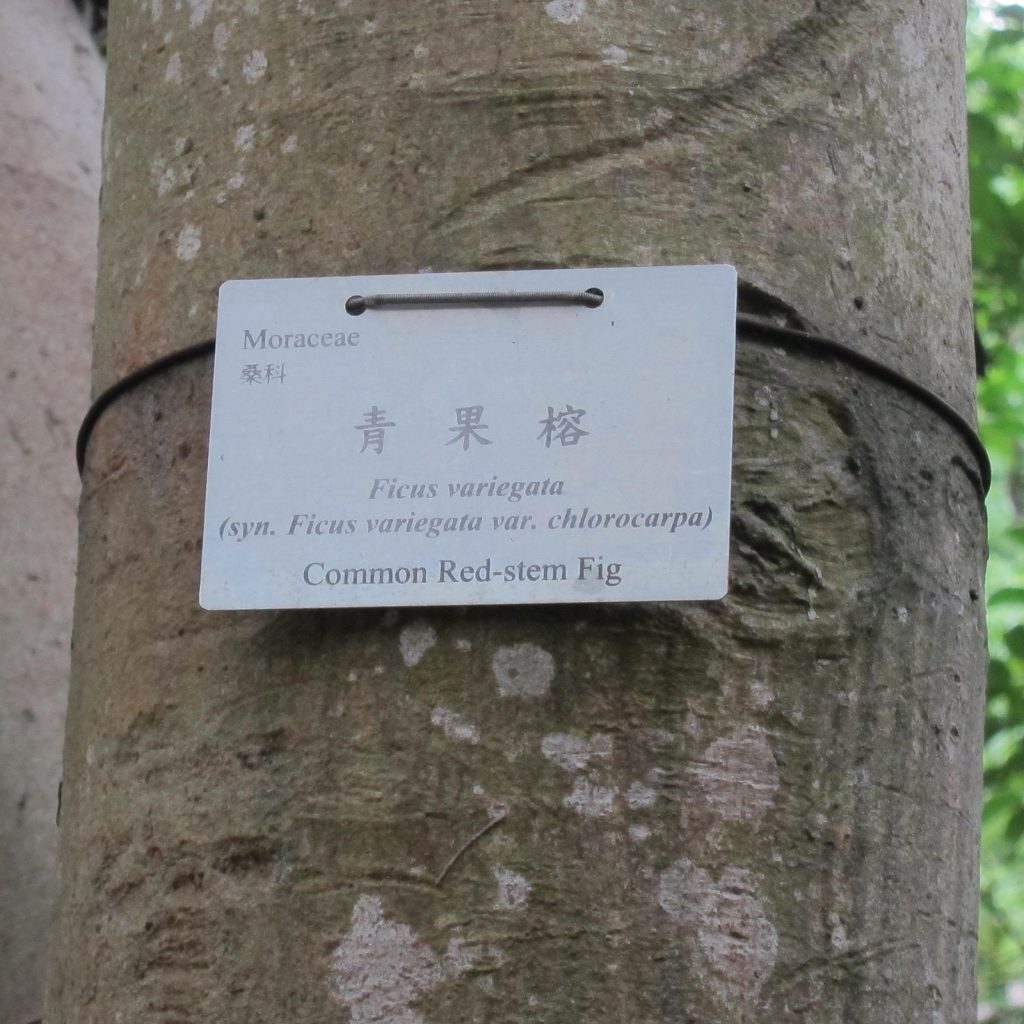 Moraceae
桑科
青果榕
Ficus variegata
(syn. Ficus variegata var. chlorocarpa)
Common Red-stem Fig